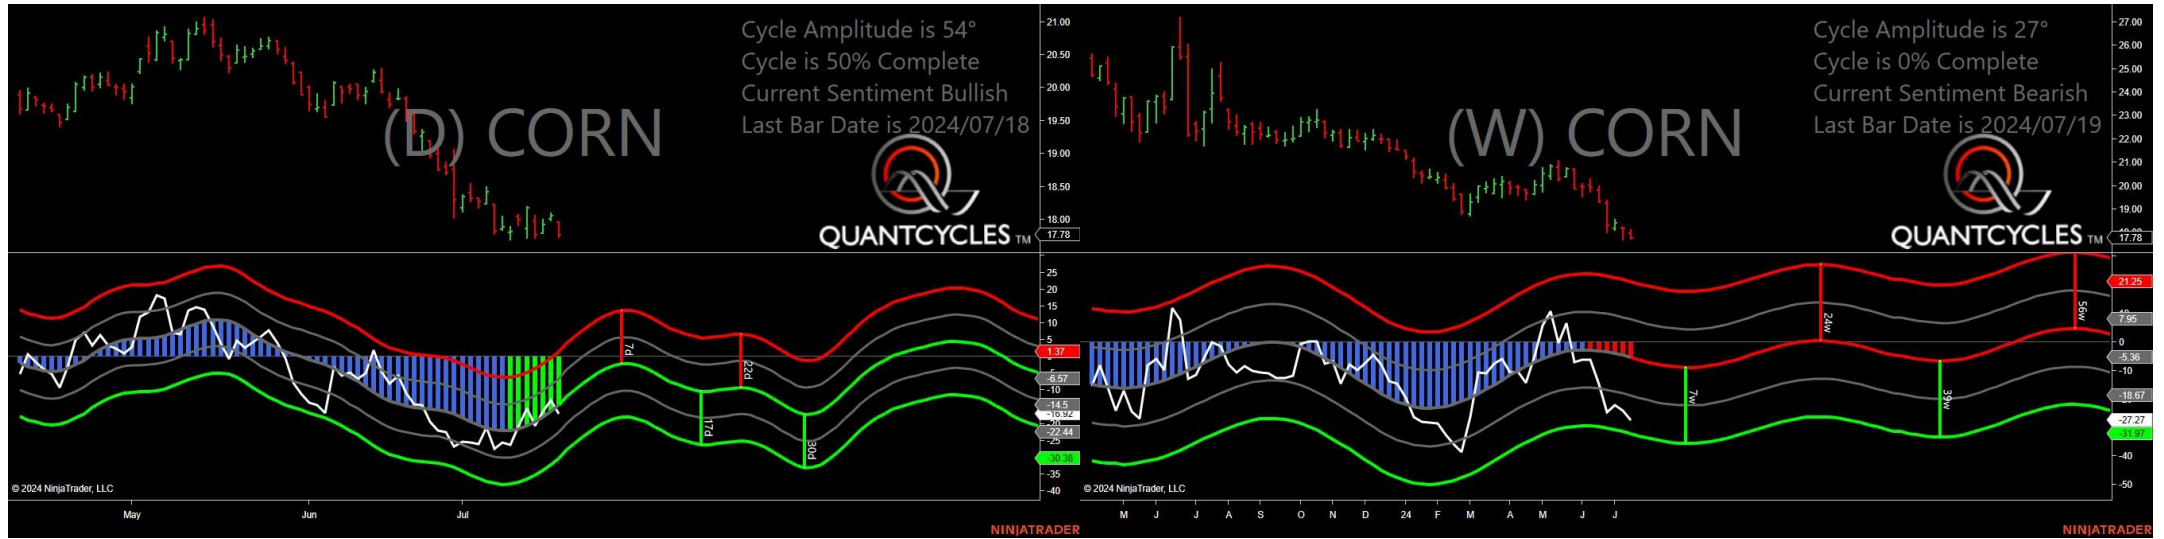 Cycle Amplitude is 54°
Cycle is 50% Complete
Current Sentiment Bullish
Last Bar Date is 2024/07/18
(D) CORN
QUANTCYCLES TM
21.00
20.50
20.00
19.50
19.00
18.50
18.00
17.78
25
20
15
10
5
0
1.37
-6.57
-10
-14.5
-16.92
-22.44
-25
-30.38
-35
-40
7d
22d
17d
30d
© 2024 NinjaTrader, LLC
May
Jun
Jul
NINJATRADER
Cycle Amplitude is 27°
Cycle is 0% Complete
Current Sentiment Bearish
Last Bar Date is 2024/07/19
(W) CORN
QUANTCYCLES TM
27.00
26.00
25.00
24.00
23.00
22.00
21.00
20.00
19.00
17.78
21.25
7.95
0
-5.36
-10
-18.67
-27.27
-31.97
-40
-50
24w
56w
7w
39w
© 2024 NinjaTrader, LLC
M J J A S O N D 24 F M A M J J
NINJATRADER